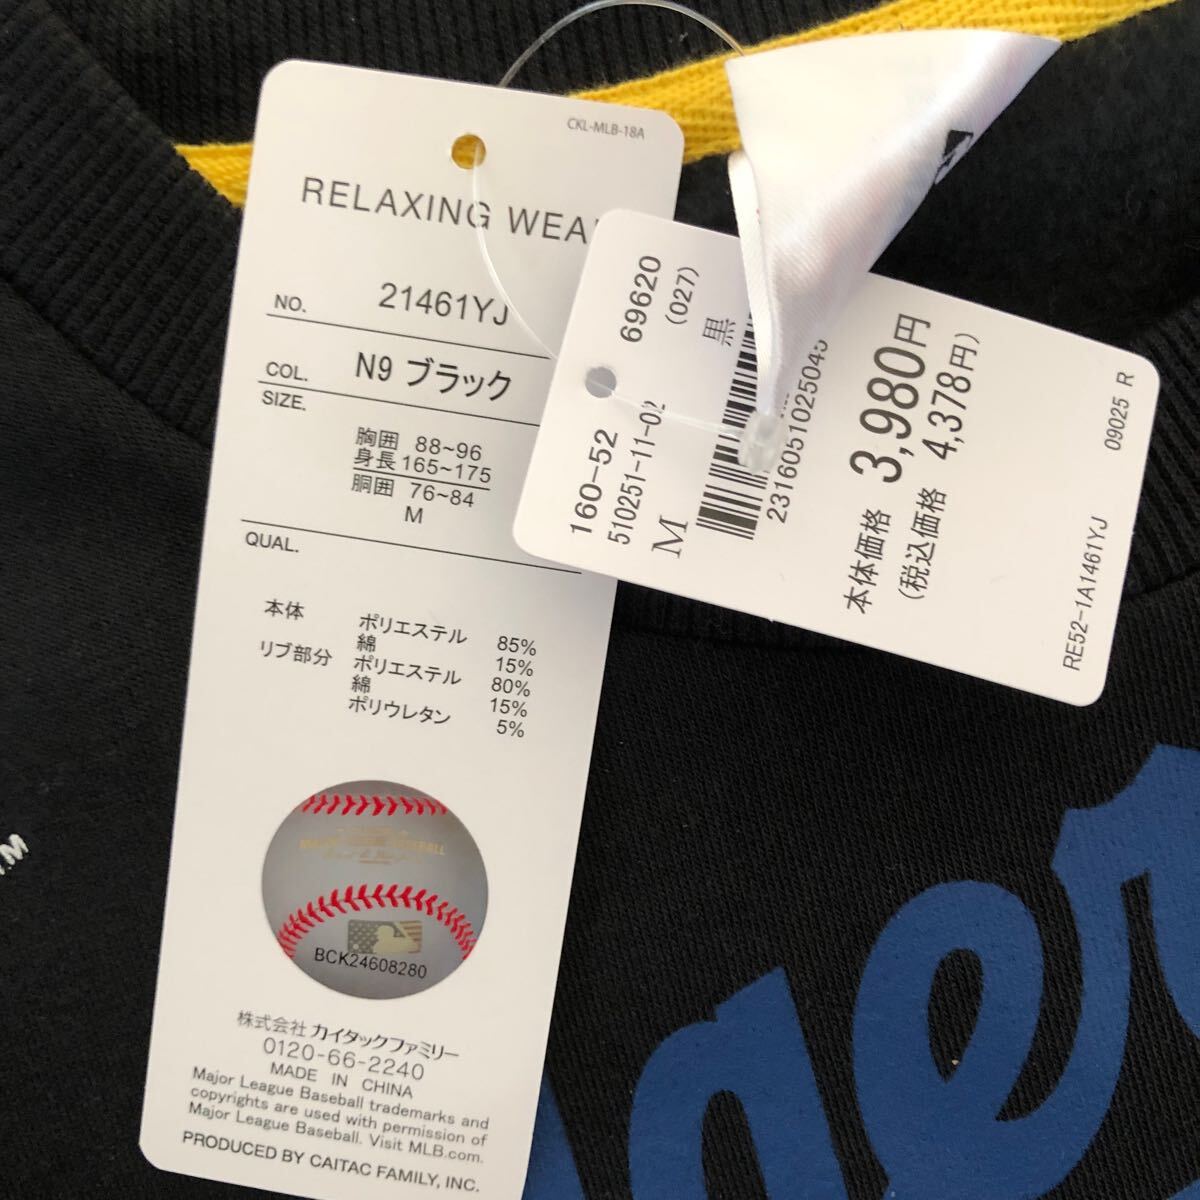 CKL-MLB-18A
RELAXING WEA
NO. 21461YJ
COL. N9 ブラック
SIZE.
胸囲 88~96
身長 165~175
胴囲 76~84
M
QUAL.
本体 ポリエステル 85%
綿 15%
リブ部分 ポリエステル 80%
綿 15%
ポリウレタン 5%
BCK24608280
株式会社 カイタックファミリー
0120-66-2240
MADE IN CHINA
Major League Baseball trademarks and
copyrights are used with permission of
Major League Baseball. Visit MLB.com.
PRODUCED BY CAITAC FAMILY, INC.
69620
(027)
黒
160-52
510251-11-02
M
2316051025045
本体価格 3,980円
(税込価格 4,378円)
RE52-1A1461YJ 09025 R
ger